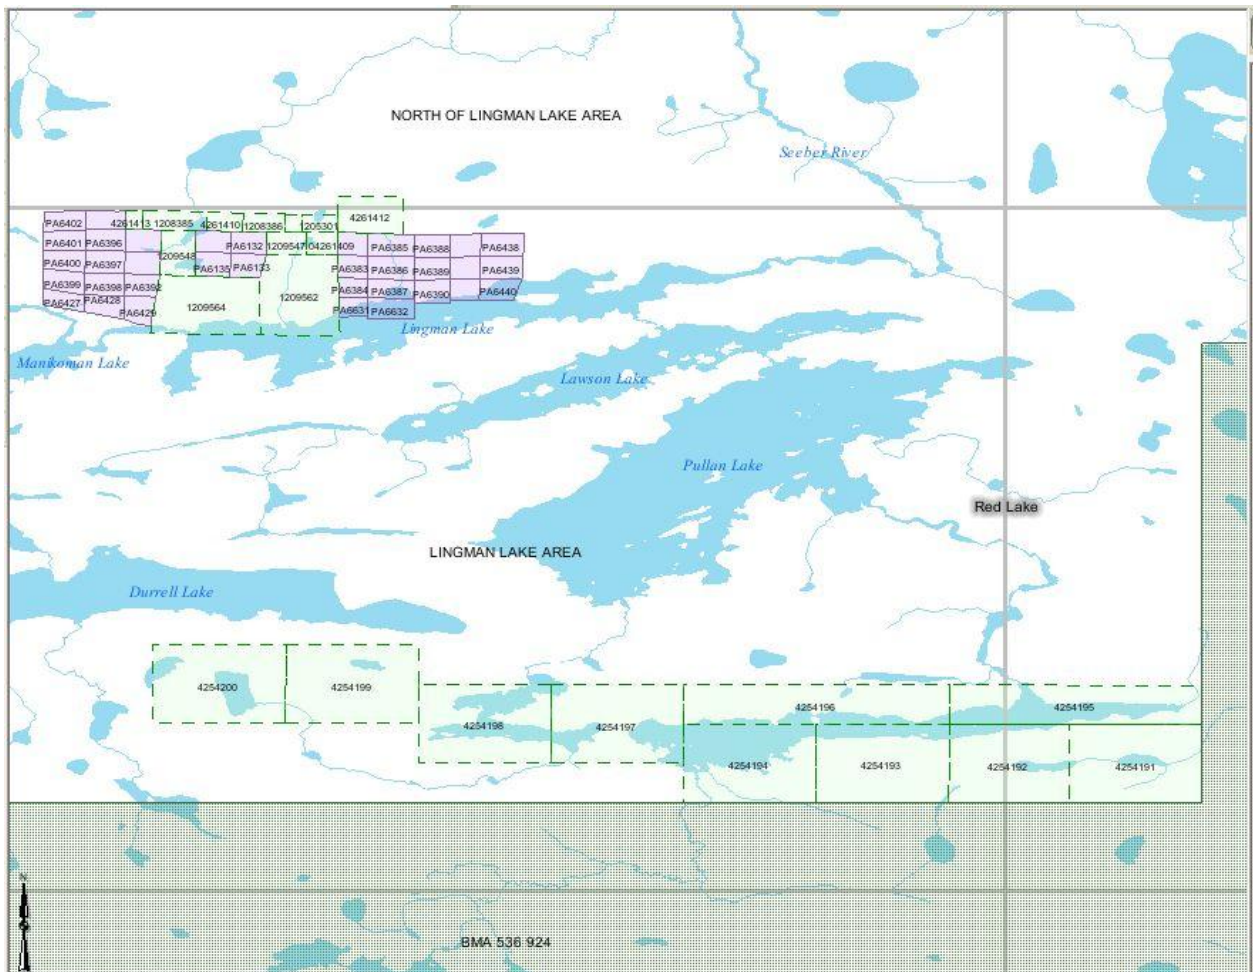 NORTH OF LINGMAN LAKE AREA
Seeber River
4261412
PA6402
4261413
1208385
4261410
1208386
1205301
PA6401
PA6396
PA6132
1209547
04261409
PA6385
PA6388
PA6438
1209548
PA6400
PA6397
PA6135
PA6133
PA6383
PA6386
PA6389
PA6439
PA6399
PA6398
PA6392
PA6384
PA6387
PA6390
PA6440
PA6427
PA6428
1209562
PA6429
1209564
PA6631
PA6632
Lingman Lake
Manikoman Lake
Lawson Lake
Pullan Lake
Red Lake
LINGMAN LAKE AREA
Durrell Lake
4254200
4254199
4254198
4254197
4254196
4254195
4254194
4254193
4254192
4254191
N
BMA 536 924